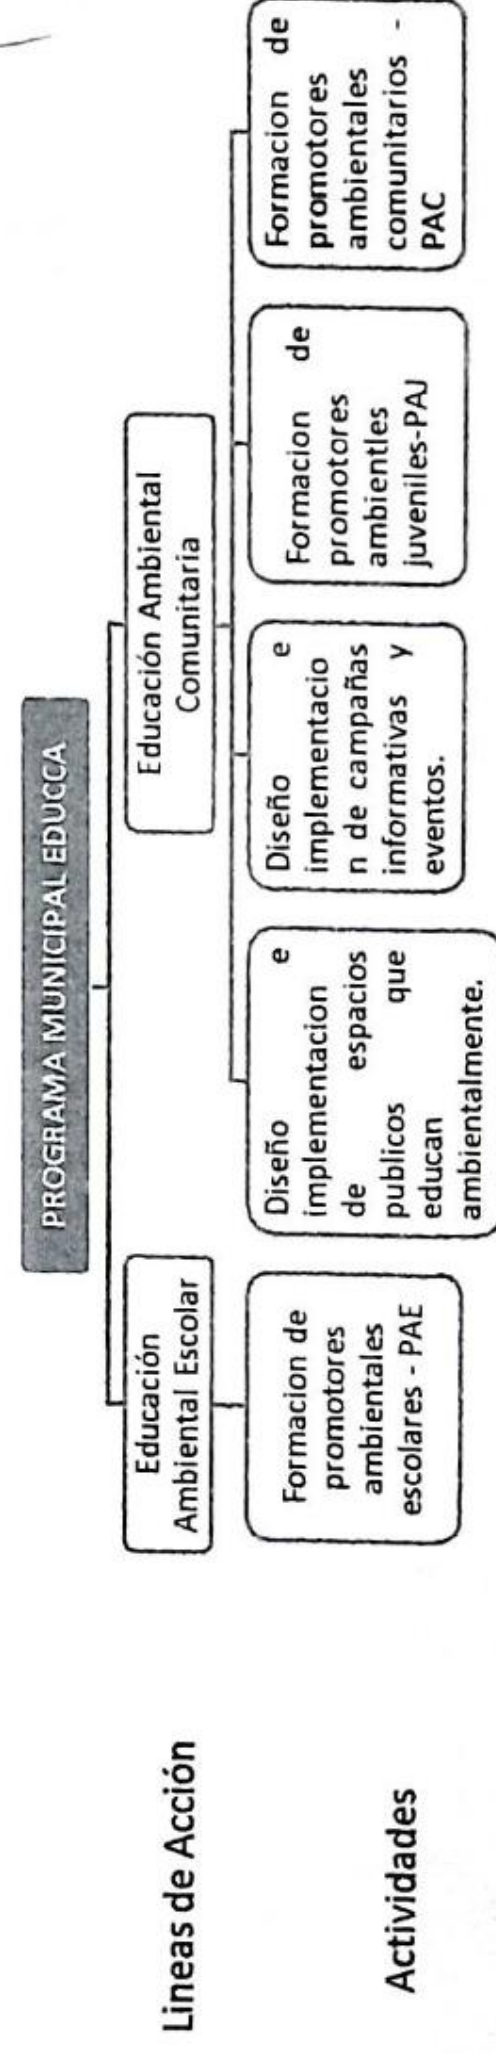 PROGRAMA MUNICIPAL EDUCCA
Lineas de Acción
Educación
Ambiental Escolar
Educación Ambiental
Comunitaria
Actividades
Formacion de
promotores
ambientales
escolares - PAE
Diseño e
implementacion
de espacios
publicos que
educan
ambientalmente.
Diseño e
implementacio
n de campañas
informativas y
eventos.
Formacion de
promotores
ambientles
juveniles-PAJ
Formacion de
promotores
ambientales
comunitarios -
PAC